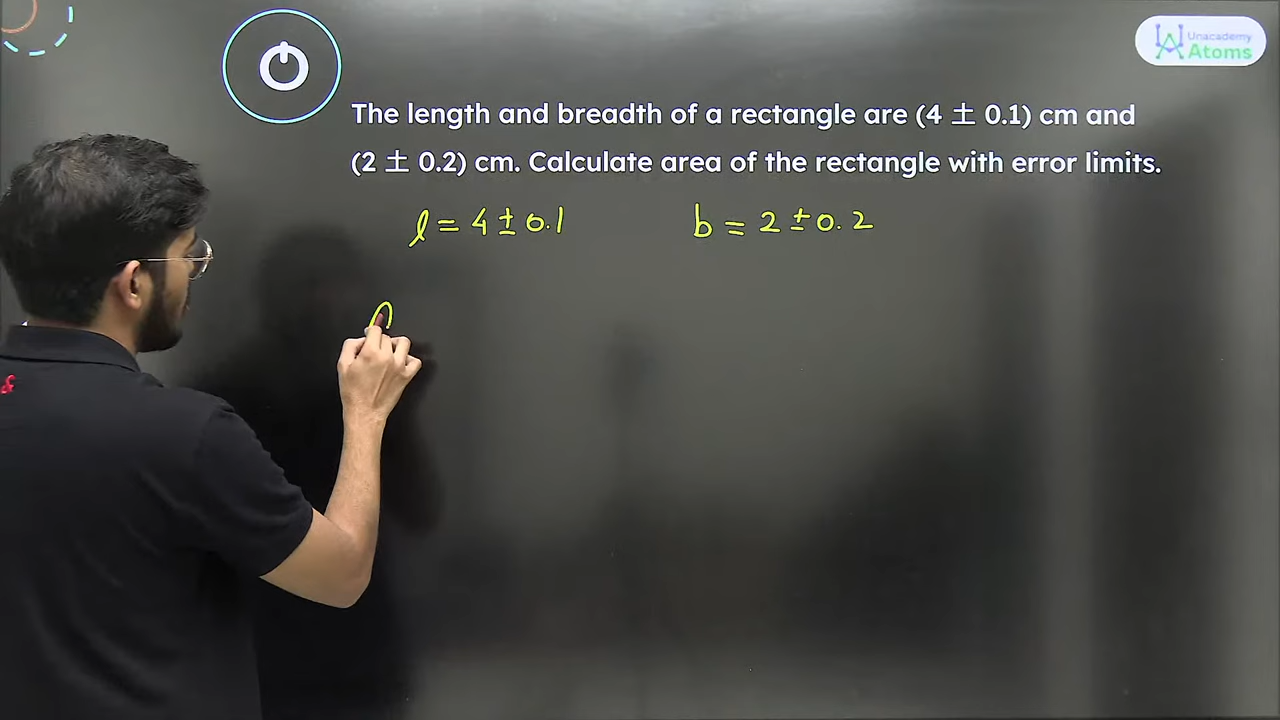 Unacademy
Atoms
The length and breadth of a rectangle are (4 ± 0.1) cm and
(2 ± 0.2) cm. Calculate area of the rectangle with error limits.
l = 4 ± 0.1 b = 2 ± 0.2